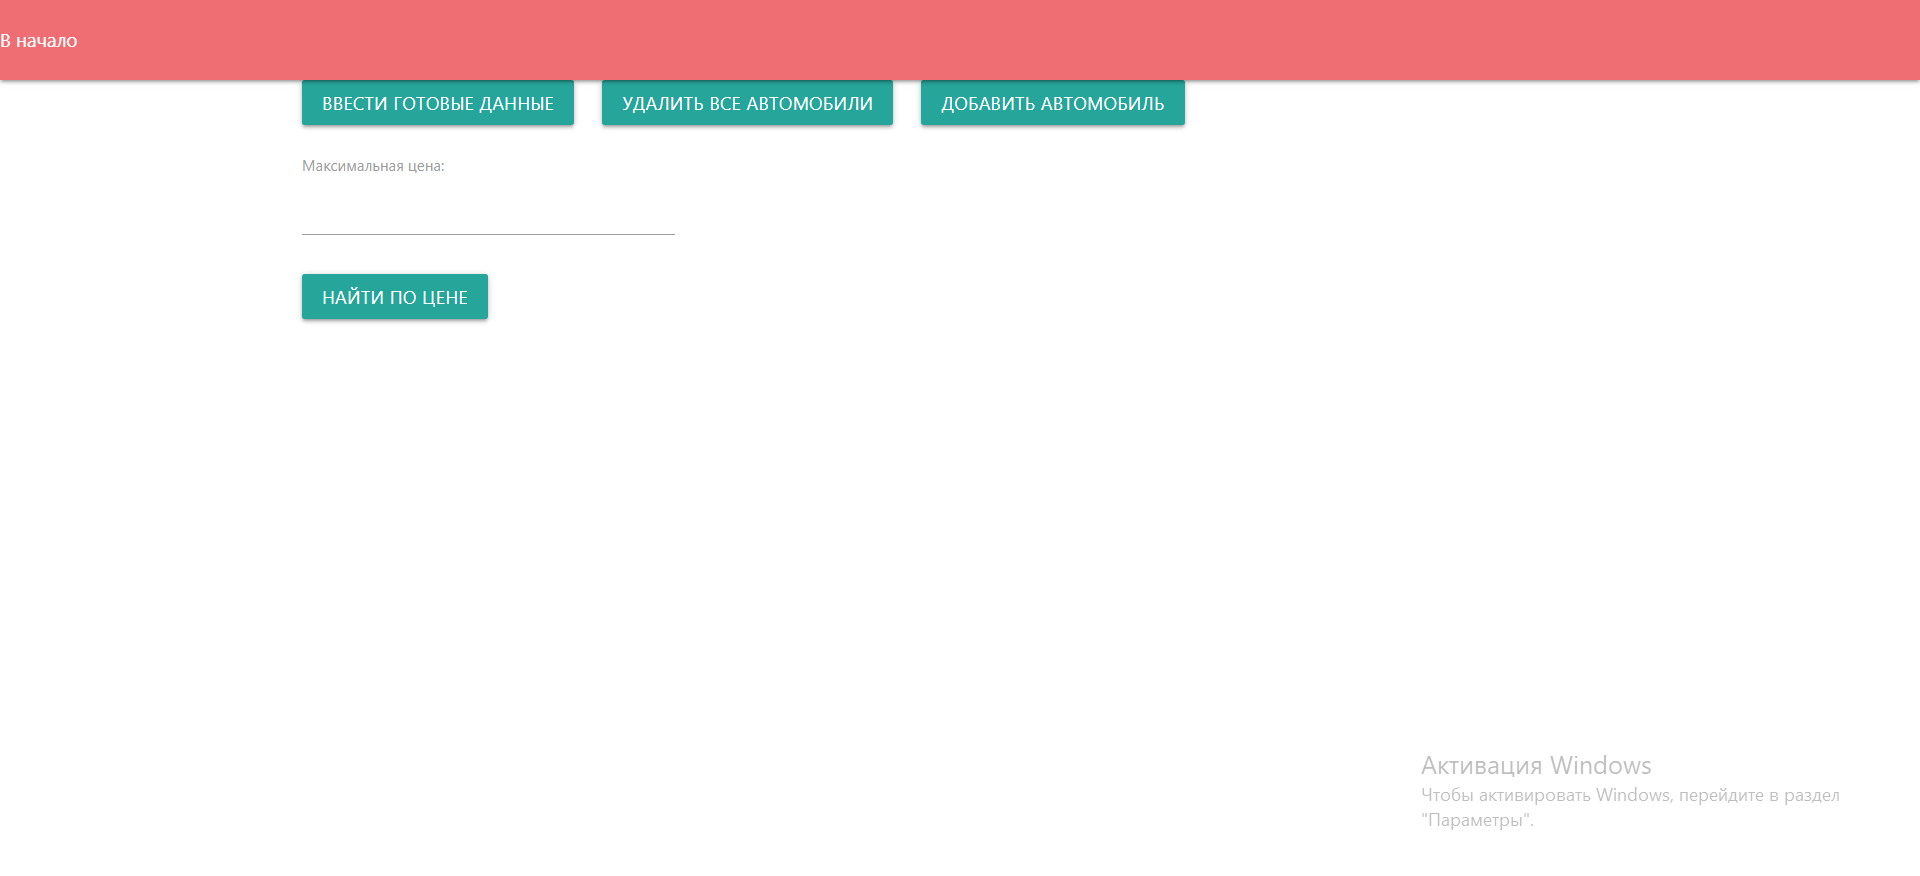 В начало
ВВЕСТИ ГОТОВЫЕ ДАННЫЕ
УДАЛИТЬ ВСЕ АВТОМОБИЛИ
ДОБАВИТЬ АВТОМОБИЛЬ
Максимальная цена:
НАЙТИ ПО ЦЕНЕ
Активация Windows
Чтобы активировать Windows, перейдите в раздел
"Параметры".